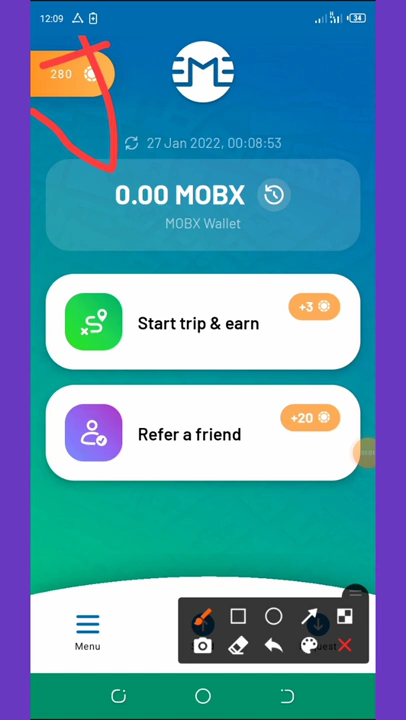 12:09
34
280
27 Jan 2022, 00:08:53
0.00 MOBX
MOBX Wallet
+3
Start trip & earn
+20
Refer a friend
Menu